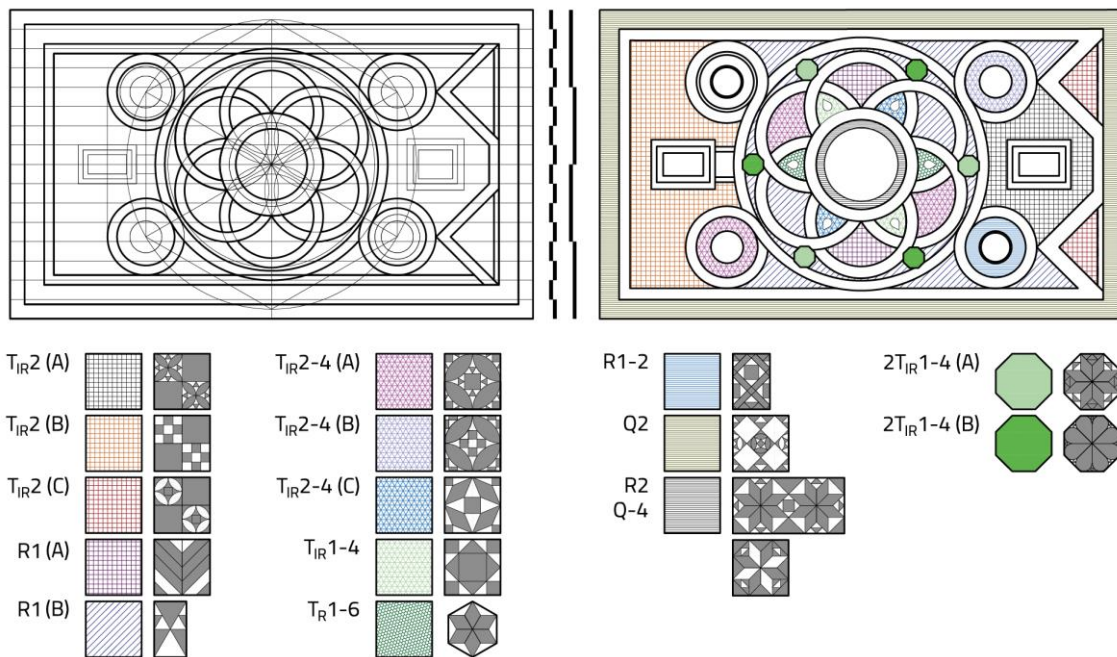 TIR2 (A)
TIR2 (B)
TIR2 (C)
R1 (A)
R1 (B)
TIR2-4 (A)
TIR2-4 (B)
TIR2-4 (C)
TIR1-4
TR1-6
R1-2
Q2
R2
Q-4
2TIR1-4 (A)
2TIR1-4 (B)